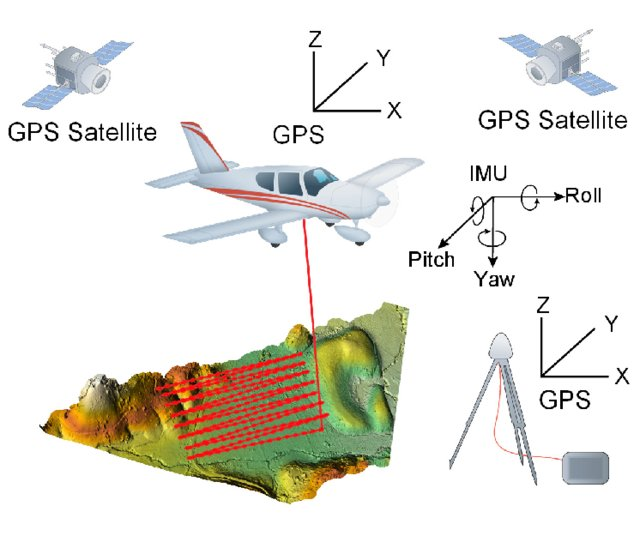 Z
Y
X
GPS Satellite
GPS
GPS Satellite
IMU
Roll
Pitch
Yaw
Z
Y
X
GPS